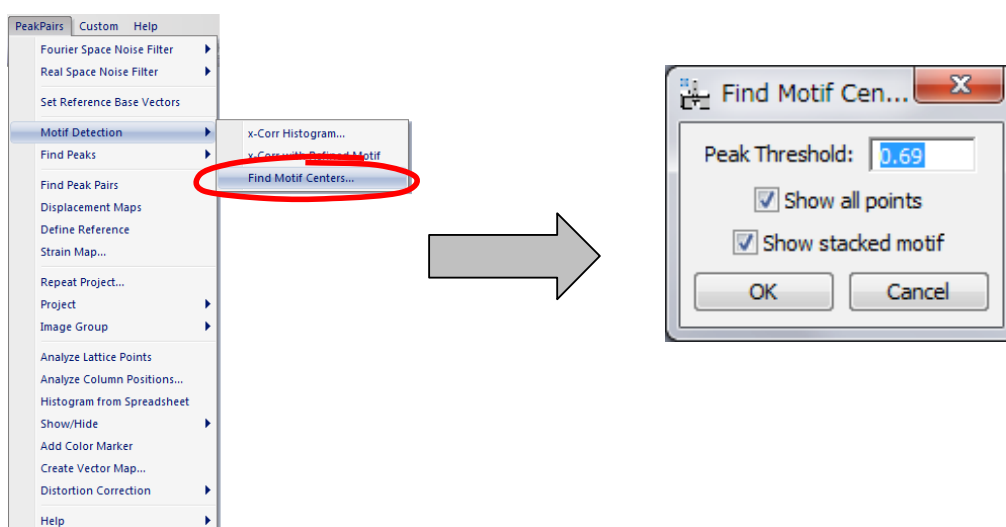 PeakPairs Custom Help
Fourier Space Noise Filter
Real Space Noise Filter
Set Reference Base Vectors
Motif Detection
Find Peaks
Find Peak Pairs
Displacement Maps
Define Reference
Strain Map...
Repeat Project...
Project
Image Group
Analyze Lattice Points
Analyze Column Positions...
Histogram from Spreadsheet
Show/Hide
Add Color Marker
Create Vector Map...
Distortion Correction
Help
x-Corr Histogram...
x-Corr with Refined Motif
Find Motif Centers...
Find Motif Cen...
Peak Threshold: 0.69
Show all points
Show stacked motif
OK Cancel